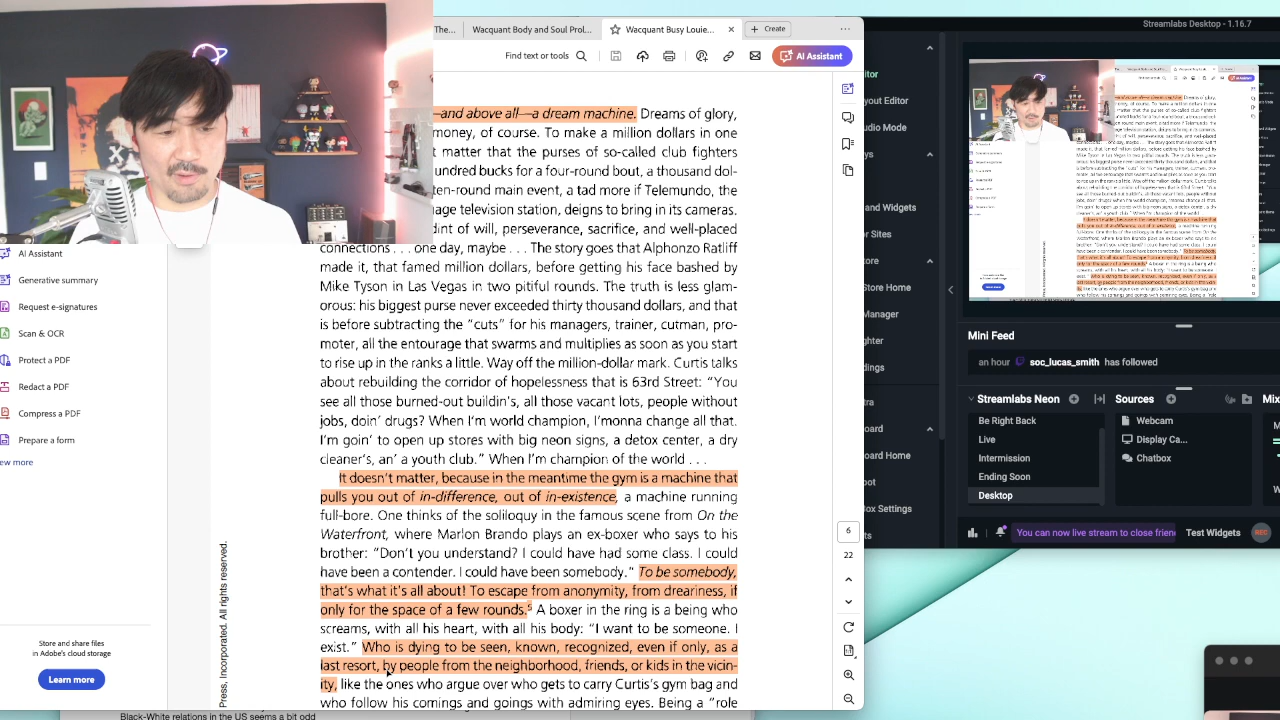 The...
Wacquant Body and Soul Prol...
Wacquant Busy Louie...
Create
Find text or tools
AI Assistant
—and above all—a dream machine. Dreams of glory,
money, of course. To make a million dollars in one
the purses of so-called club fighters
for a four-round bout, a thousand dol-
ten-round main event, a tad more if Telemundo, the
television station, deigns to bring in its cameras.
of will, perseverance, sacrifice, and well-placed
connections . . . one day maybe . . . The story goes that Alphonzo Ratliff
made it, the million dollars, before getting his face bashed by
Mike Tyson in Las Vegas in two pitiful rounds. The truth is less glam-
orous: his biggest purse never exceeded thirty thousand dollars, and that
is before subtracting the "cuts" for his managers, trainer, cutman, pro-
moter, all the entourage that swarms and multiplies as soon as you start
to rise up in the ranks a little. Way off the million-dollar mark. Curtis talks
about rebuilding the corridor of hopelessness that is 63rd Street: "You
see all those burned-out buildin's, all those vacant lots, people without
jobs, doin' drugs? When I'm world champion, I'monna change all that.
I'm goin' to open up stores with big neon signs, a detox center, a dry
cleaner's, an' a youth club." When I'm champion of the world . . .
It doesn't matter, because in the meantime the gym is a machine that
pulls you out of in-difference, out of in-existence, a machine running
full-bore. One thinks of the soliloquy in the famous scene from On the
Waterfront, where Marlon Brando plays an ex-boxer who says to his
brother: "Don't you understand? I could have had some class. I could
have been a contender. I could have been somebody." To be somebody,
that's what it's all about! To escape from anonymity, from dreariness, if
only for the space of a few rounds.5 A boxer in the ring is a being who
screams, with all his heart, with all his body: "I want to be someone. I
exist." Who is dying to be seen, known, recognized, even if only, as a
last resort, by people from the neighborhood, friends, or kids in the vicin-
ity, like the ones who argue over who gets to carry Curtis's gym bag and
who follow his comings and goings with admiring eyes. Being a "role
AI Assistant
Generative summary
Request e-signatures
Scan & OCR
Protect a PDF
Redact a PDF
Compress a PDF
Prepare a form
ew more
Store and share files
in Adobe's cloud storage
Learn more
Press, Incorporated. All rights reserved.
6
22
Black-White relations in the US seems a bit odd
Streamlabs Desktop - 1.16.7
itor
yout Editor
udio Mode
ys
and Widgets
or Sites
ore
Store Home
Manager
ghter
dings
tra
oard
oard Home
bot
ox Settings
ts
Mini Feed
an hour soc_lucas_smith has followed
Streamlabs Neon
Sources
Mix
Be Right Back
Live
Intermission
Ending Soon
Desktop
Webcam
Display Ca...
Chatbox
You can now live stream to close frien
Test Widgets
REC